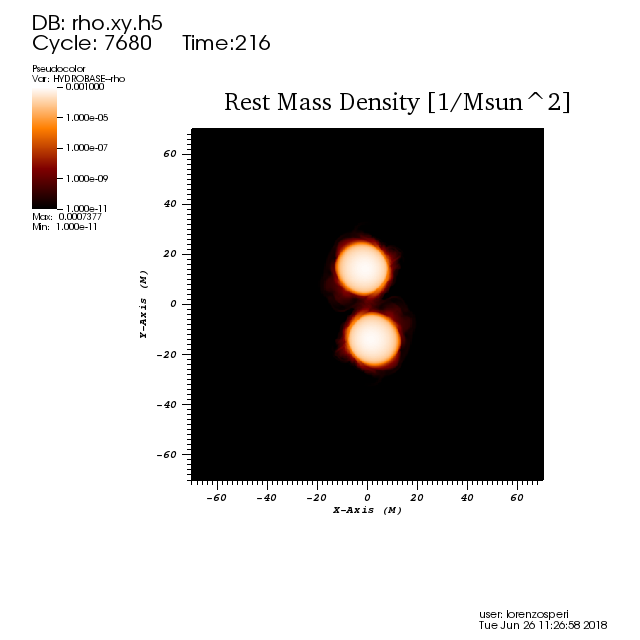 DB: rho.xy.h5
Cycle: 7680 Time:216
Pseudocolor
Var: HYDROBASE--rho
0.001000
1.000e-05
1.000e-07
1.000e-09
1.000e-11
Max: 0.0007377
Min: 1.000e-11
Rest Mass Density [1/Msun^2]
60
40
20
0
-20
-40
-60
Y-Axis (M)
-60 -40 -20 0 20 40 60
X-Axis (M)
user: lorenzosperi
Tue Jun 26 11:26:58 2018